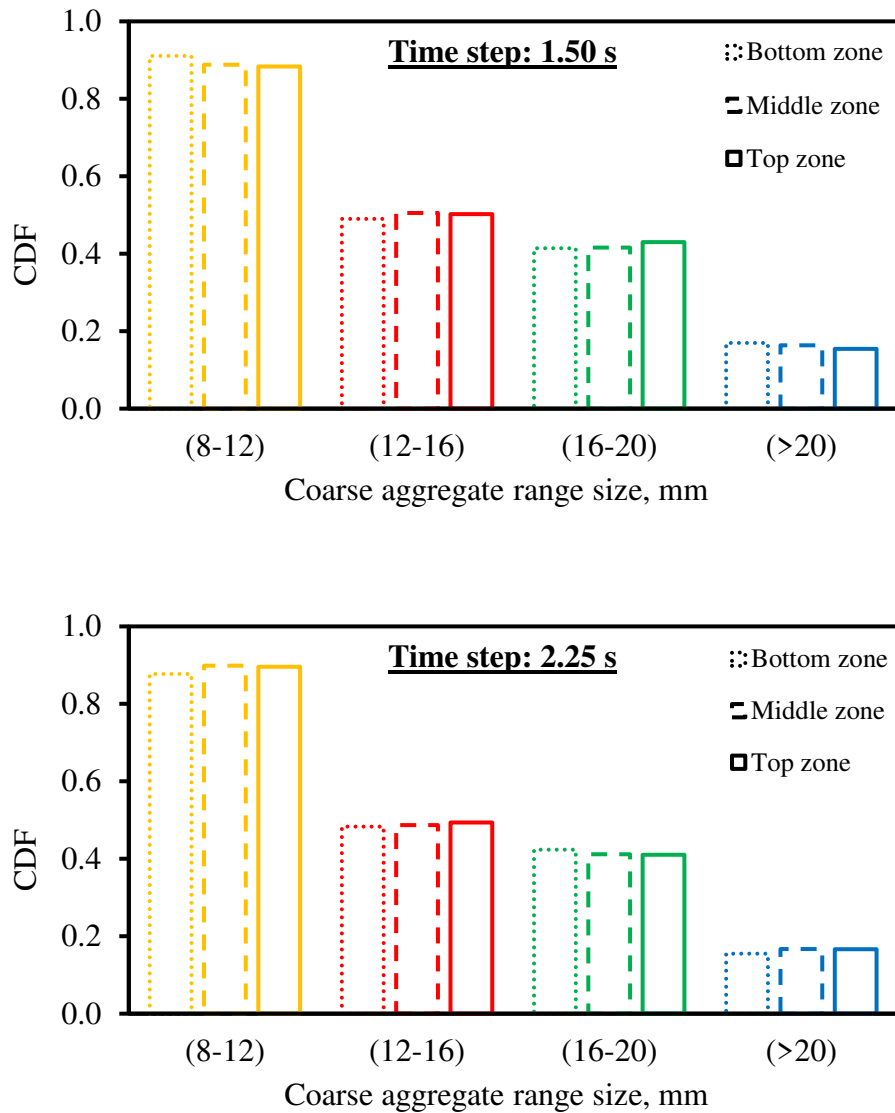 1.0
0.8
0.6
0.4
0.2
0.0
CDF
Time step: 1.50 s
Bottom zone
Middle zone
Top zone
(8-12) (12-16) (16-20) (>20)
Coarse aggregate range size, mm
1.0
0.8
0.6
0.4
0.2
0.0
CDF
Time step: 2.25 s
Bottom zone
Middle zone
Top zone
(8-12) (12-16) (16-20) (>20)
Coarse aggregate range size, mm